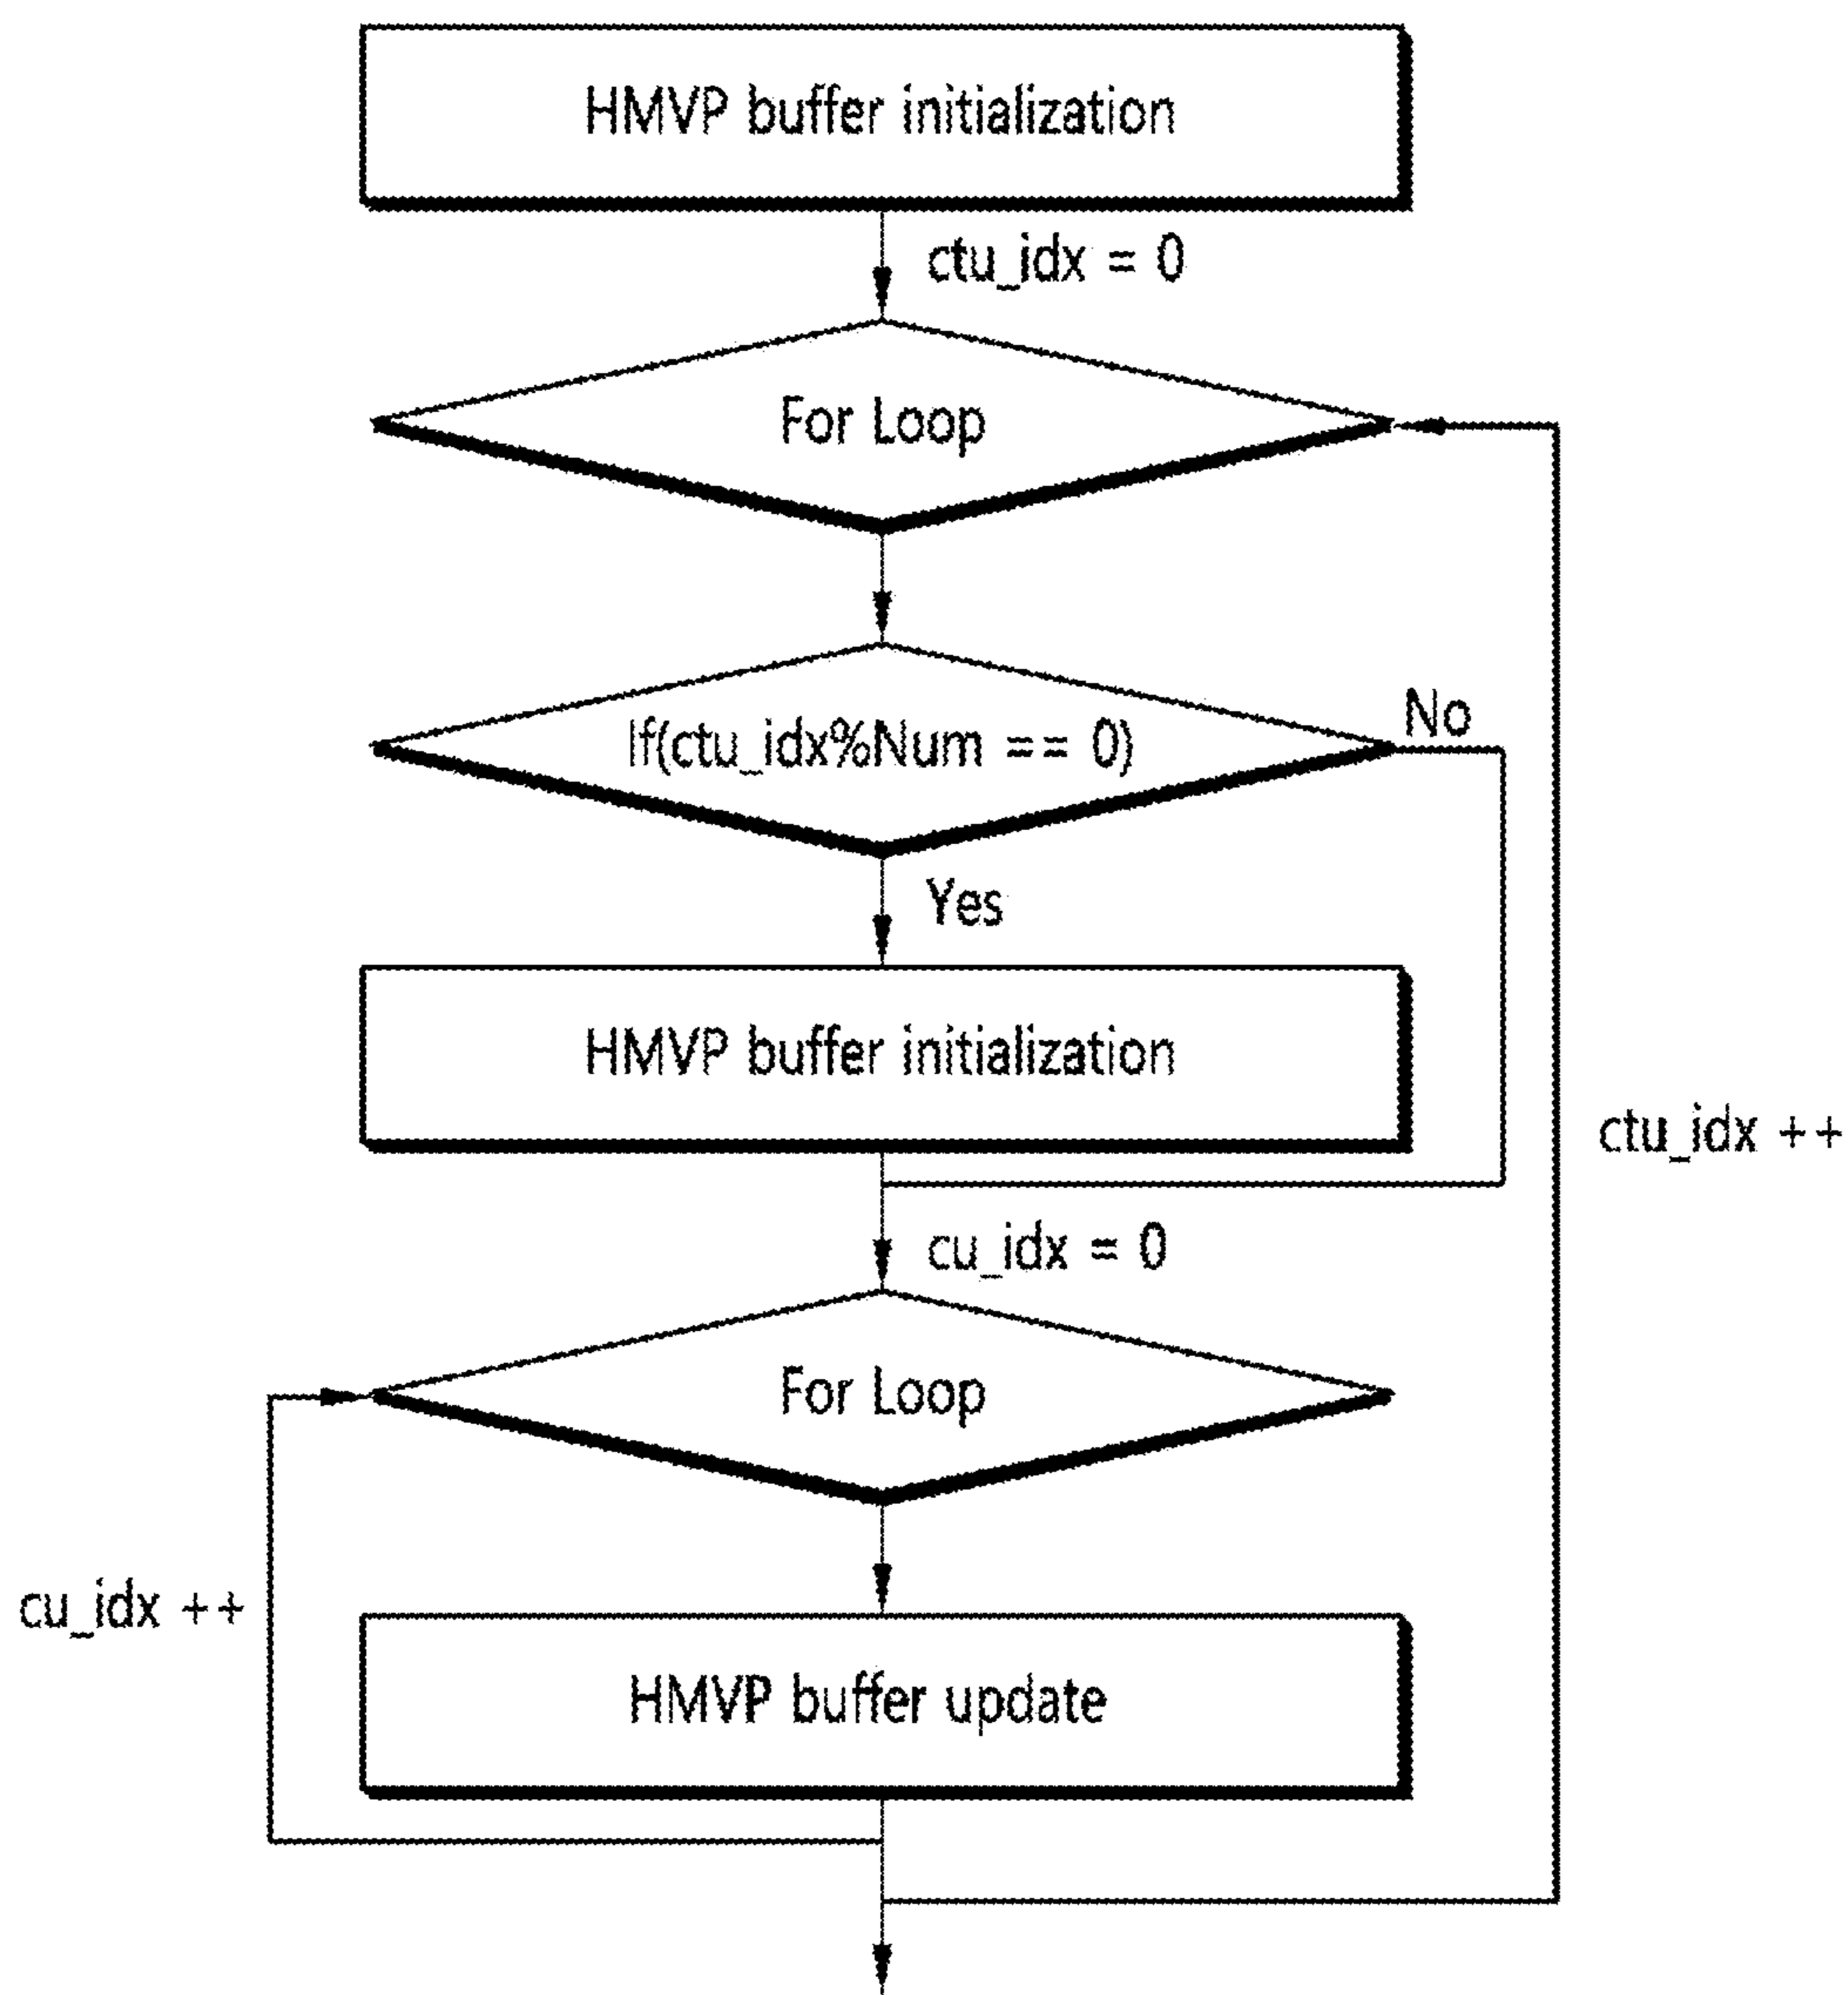 HMVP buffer initialization
ctu_idx = 0
For Loop
If(ctu_idx%Num == 0)
No
Yes
HMVP buffer initialization
ctu_idx ++
cu_idx = 0
For Loop
cu_idx ++
HMVP buffer update